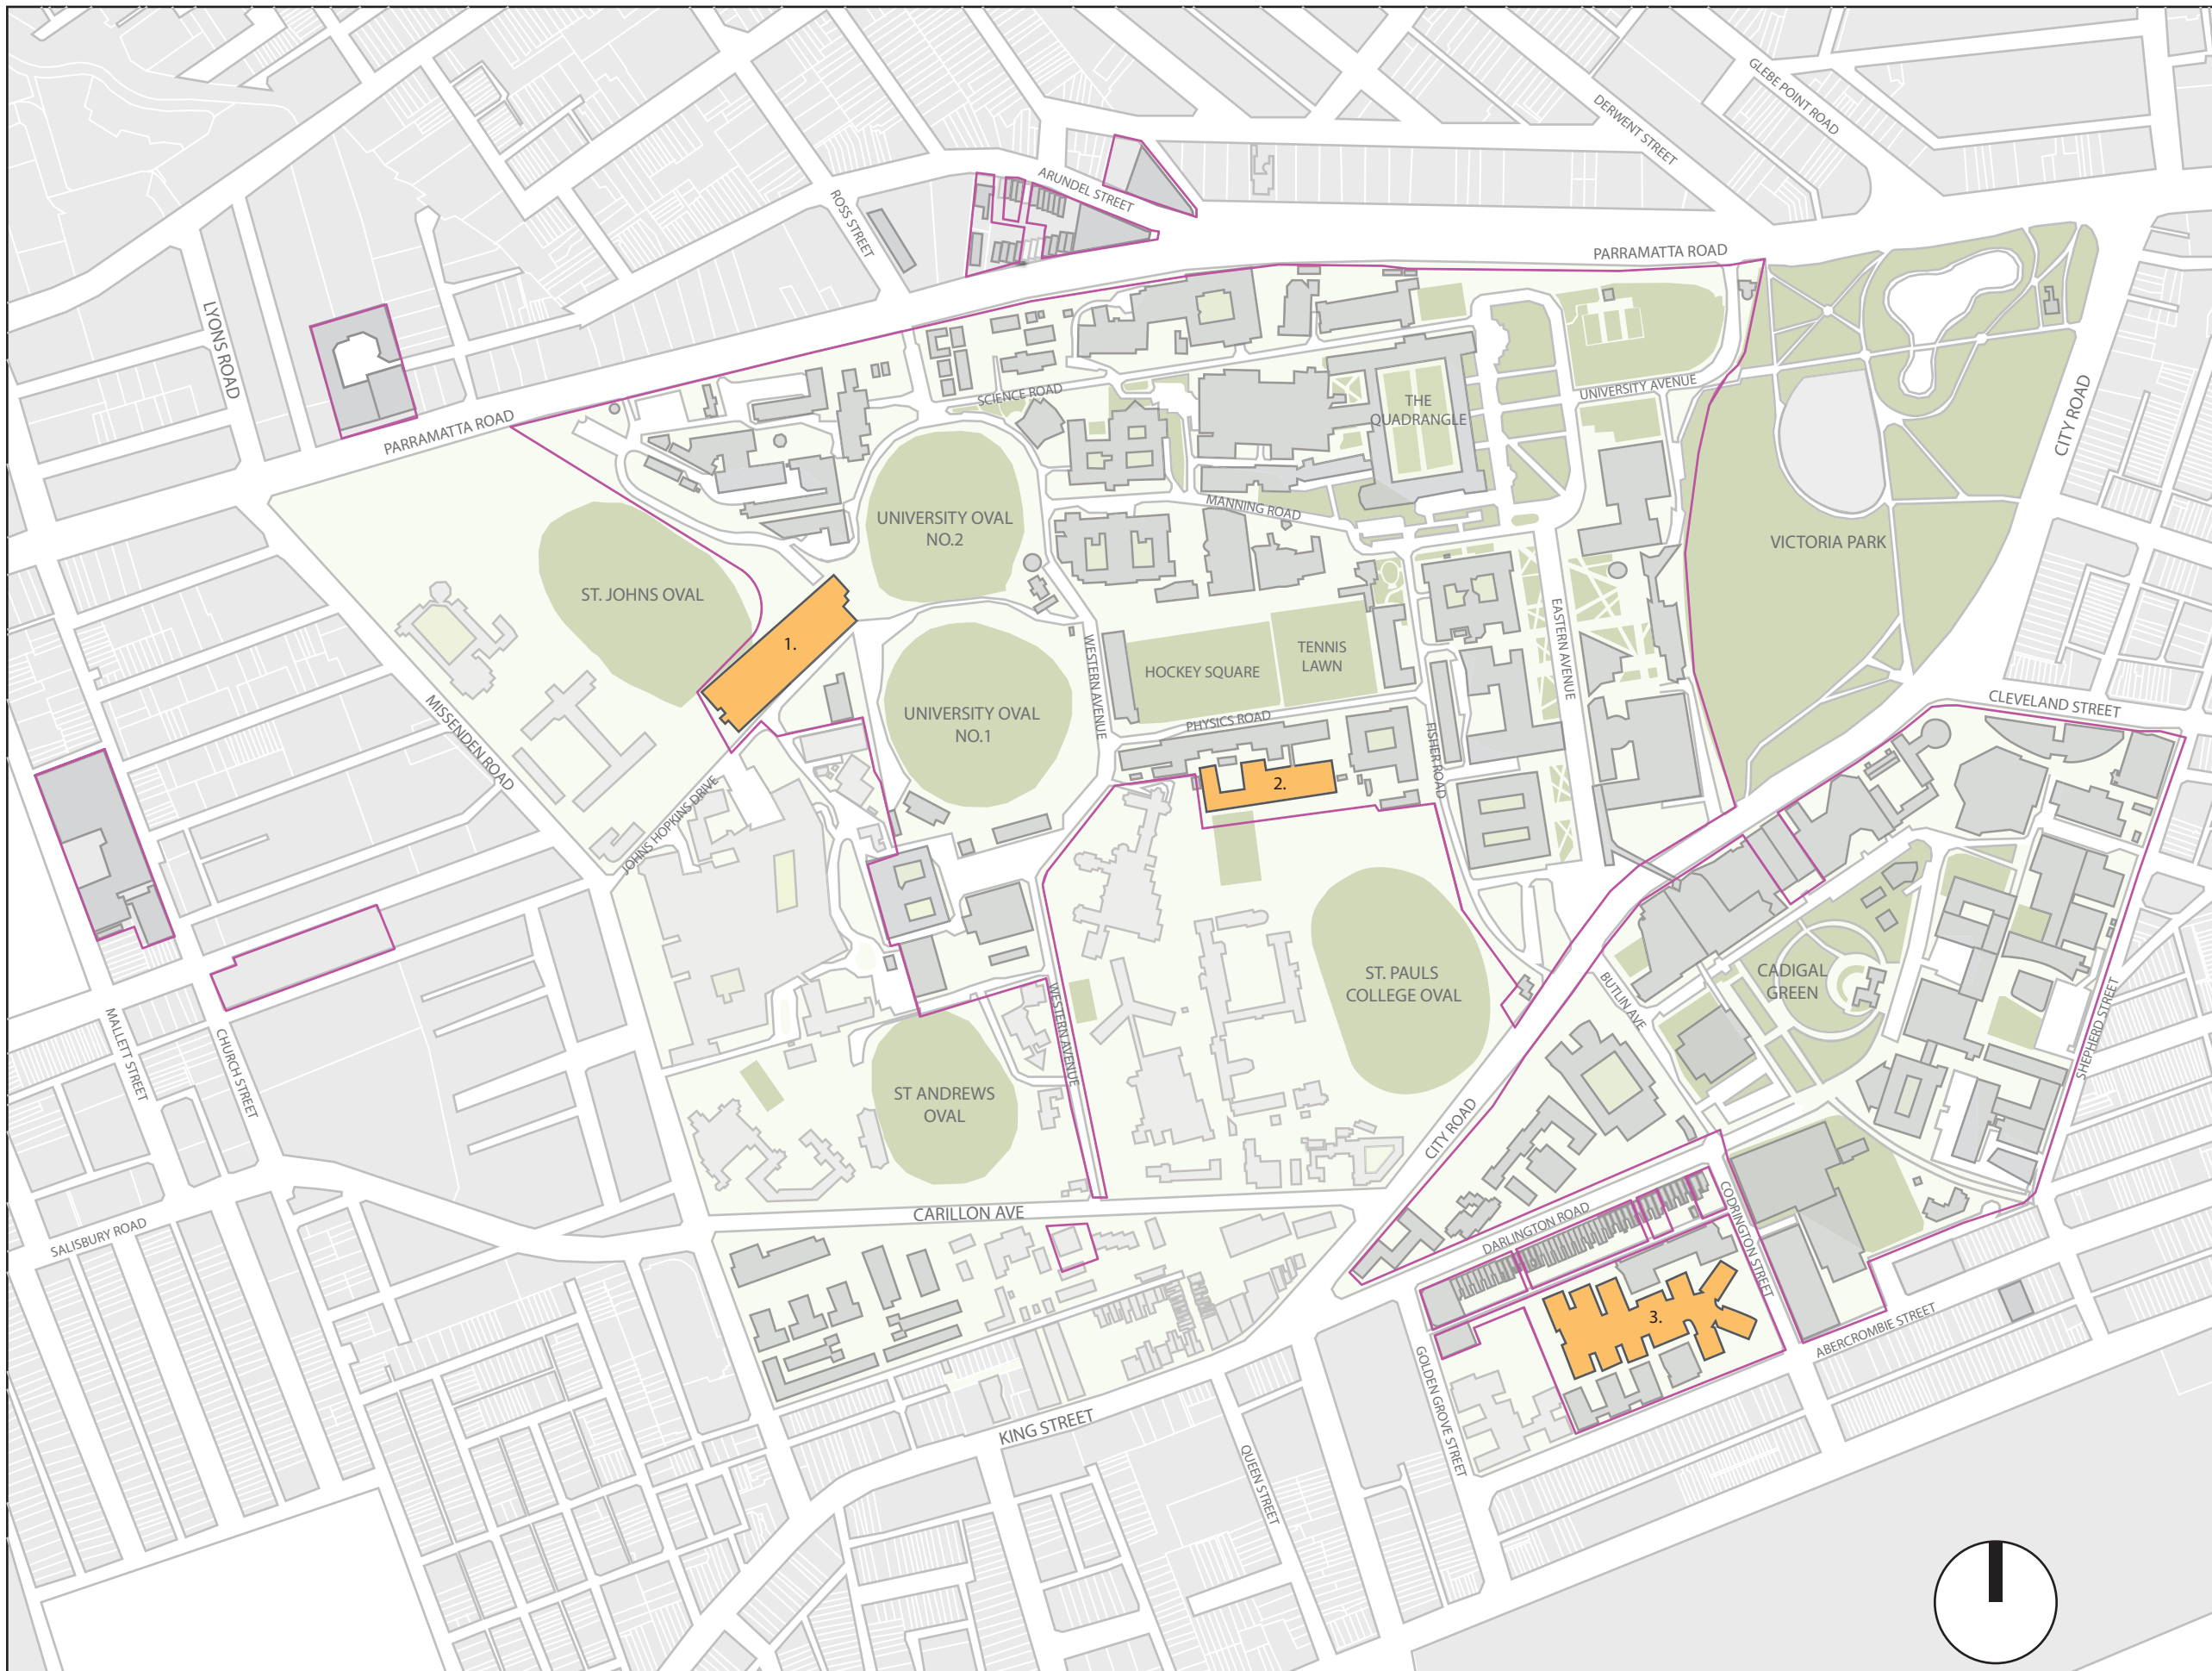 GLEBE POINT ROAD
DERWENT STREET
ARUNDEL STREET
ROSS STREET
PARRAMATTA ROAD
LYONS ROAD
PARRAMATTA ROAD
SCIENCE ROAD
UNIVERSITY AVENUE
THE
QUADRANGLE
CITY ROAD
MANNING ROAD
UNIVERSITY OVAL
NO.2
VICTORIA PARK
ST. JOHNS OVAL
1.
EASTERN AVENUE
WESTERN AVENUE
HOCKEY SQUARE
TENNIS
LAWN
MISSENDEN ROAD
UNIVERSITY OVAL
NO.1
PHYSICS ROAD
CLEVELAND STREET
FISHER ROAD
2.
JOHNS HOPKINS DRIVE
CADIGAL
GREEN
ST. PAULS
COLLEGE OVAL
BUTLIN AVE
MALLETT STREET
CHURCH STREET
WESTERN AVENUE
SHEPHERD STREET
ST ANDREWS
OVAL
CITY ROAD
CARILLON AVE
SALISBURY ROAD
DARLINGTON ROAD
CODRINGTON STREET
3.
ABERCROMBIE STREET
GOLDEN GROVE STREET
KING STREET
QUEEN STREET